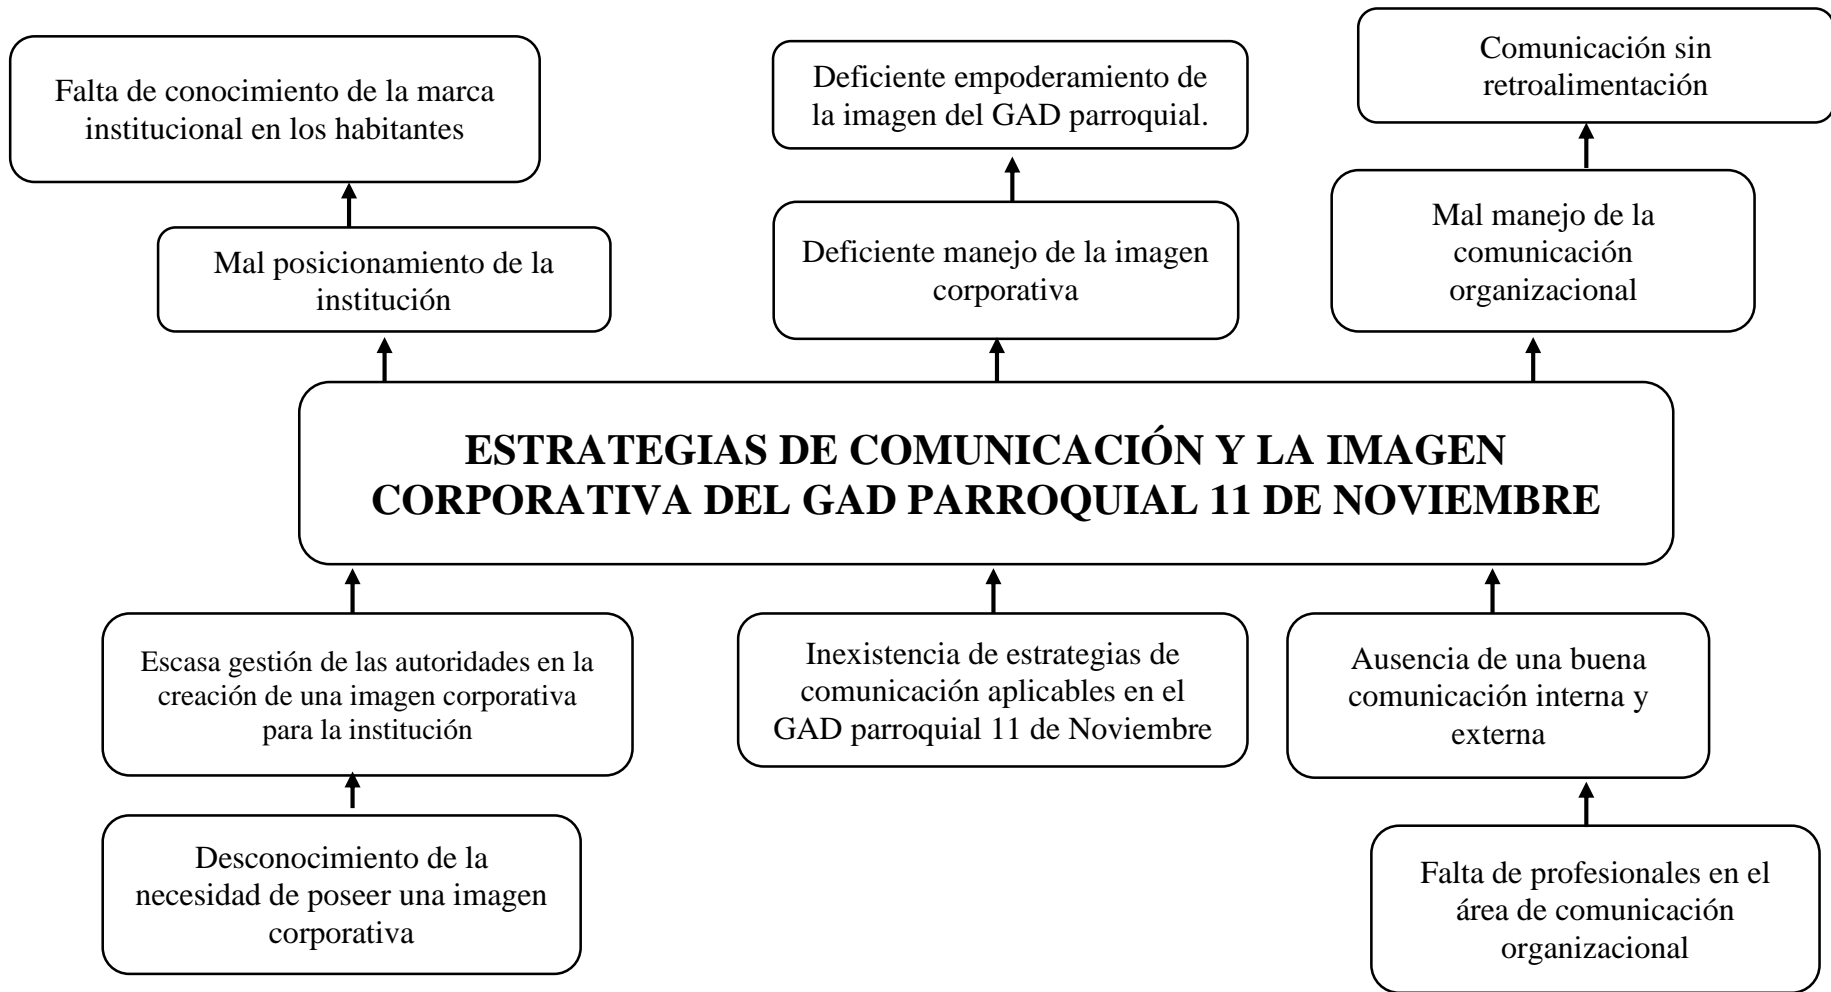 Falta de conocimiento de la marca
institucional en los habitantes
Deficiente empoderamiento de
la imagen del GAD parroquial.
Comunicación sin
retroalimentación
Mal posicionamiento de la
institución
Deficiente manejo de la imagen
corporativa
Mal manejo de la
comunicación
organizacional
ESTRATEGIAS DE COMUNICACIÓN Y LA IMAGEN
CORPORATIVA DEL GAD PARROQUIAL 11 DE NOVIEMBRE
Escasa gestión de las autoridades en la
creación de una imagen corporativa
para la institución
Inexistencia de estrategias de
comunicación aplicables en el
GAD parroquial 11 de Noviembre
Ausencia de una buena
comunicación interna y
externa
Desconocimiento de la
necesidad de poseer una imagen
corporativa
Falta de profesionales en el
área de comunicación
organizacional